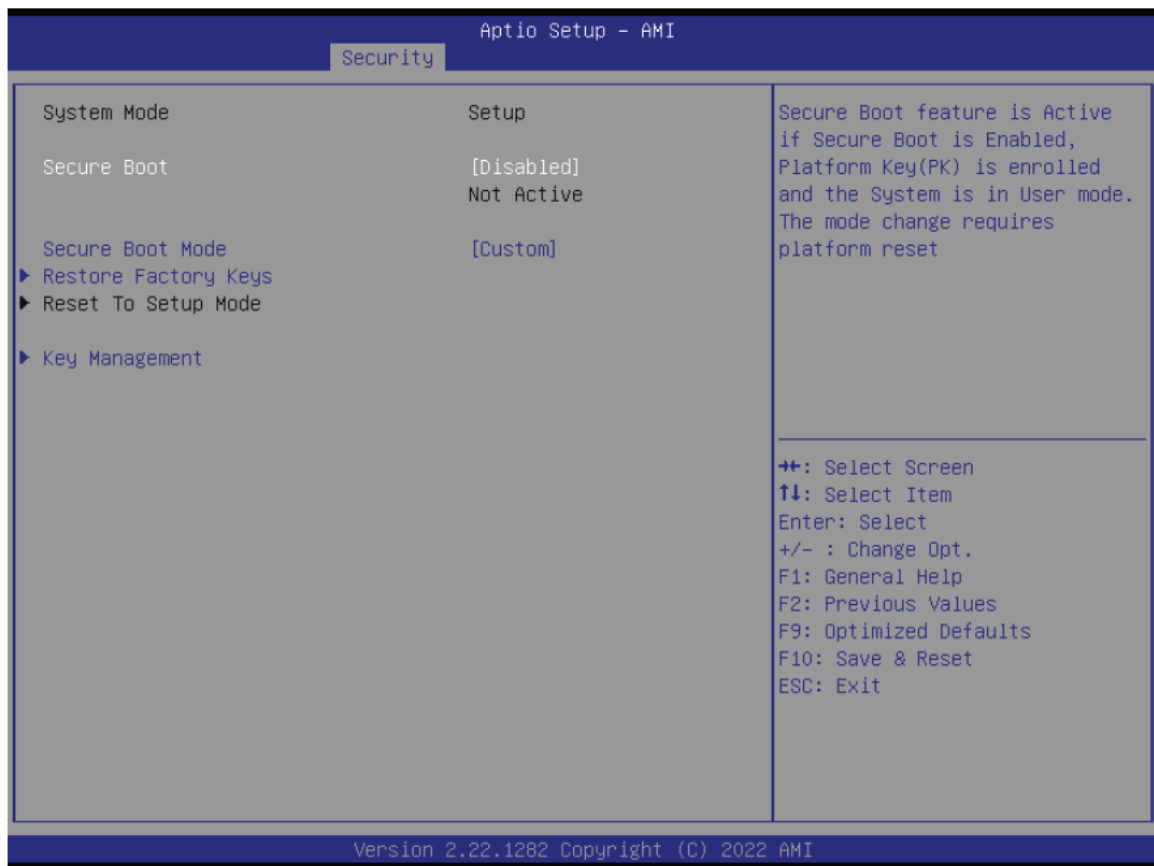 Aptio Setup – AMI
Security
System Mode Setup
Secure Boot [Disabled]
Not Active
Secure Boot Mode [Custom]
▶ Restore Factory Keys
▶ Reset To Setup Mode
▶ Key Management
Secure Boot feature is Active
if Secure Boot is Enabled,
Platform Key(PK) is enrolled
and the System is in User mode.
The mode change requires
platform reset
→←: Select Screen
↑↓: Select Item
Enter: Select
+/- : Change Opt.
F1: General Help
F2: Previous Values
F9: Optimized Defaults
F10: Save & Reset
ESC: Exit
Version 2.22.1282 Copyright (C) 2022 AMI